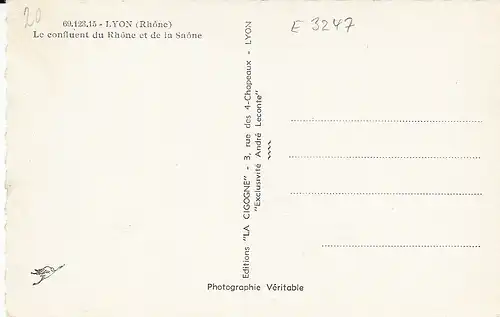 20
69.123.15 - LYON (Rhône)
Le confluent du Rhône et de la Saône
E 3247
Editions "LA CIGOGNE" - 3, rue des 4-Chapeaux - LYON
"Exclusivité André Leconte"
Photographie Véritable